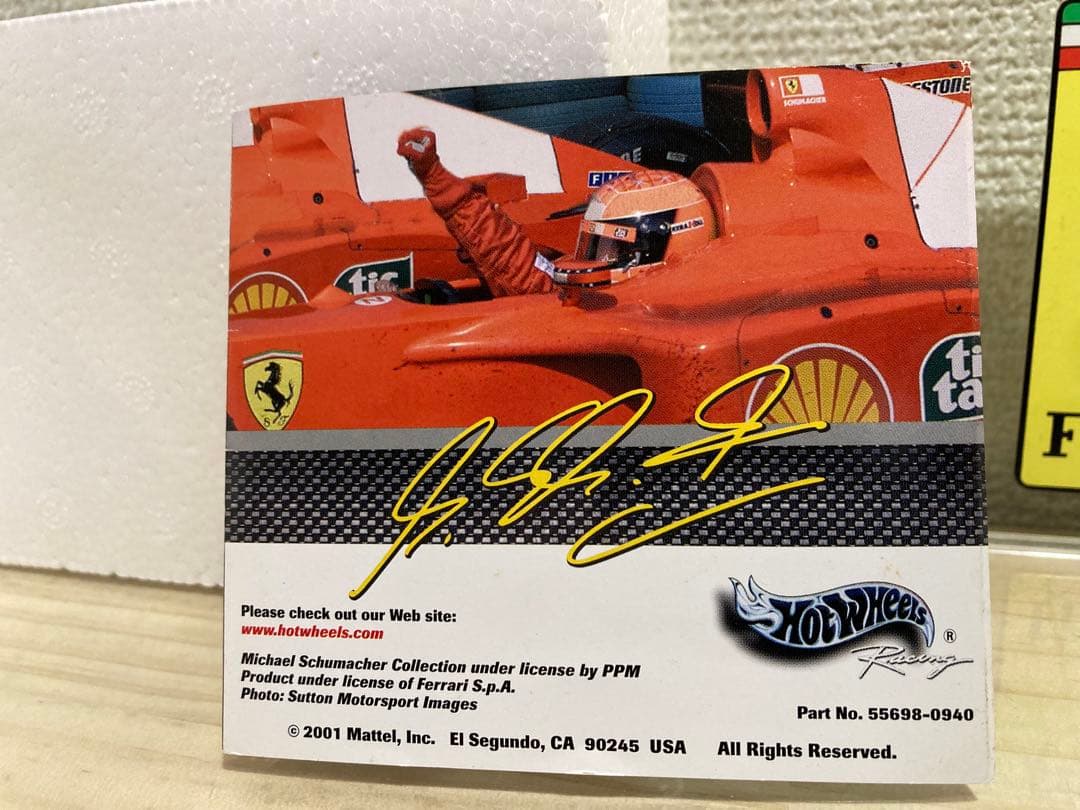 SCHUMACHER
ESTONE
tic
ti
ta
Please check out our Web site:
www.hotwheels.com
HOT WHEELS ®
Racing
Michael Schumacher Collection under license by PPM
Product under license of Ferrari S.p.A.
Photo: Sutton Motorsport Images
Part No. 55698-0940
© 2001 Mattel, Inc. El Segundo, CA 90245 USA All Rights Reserved.
F